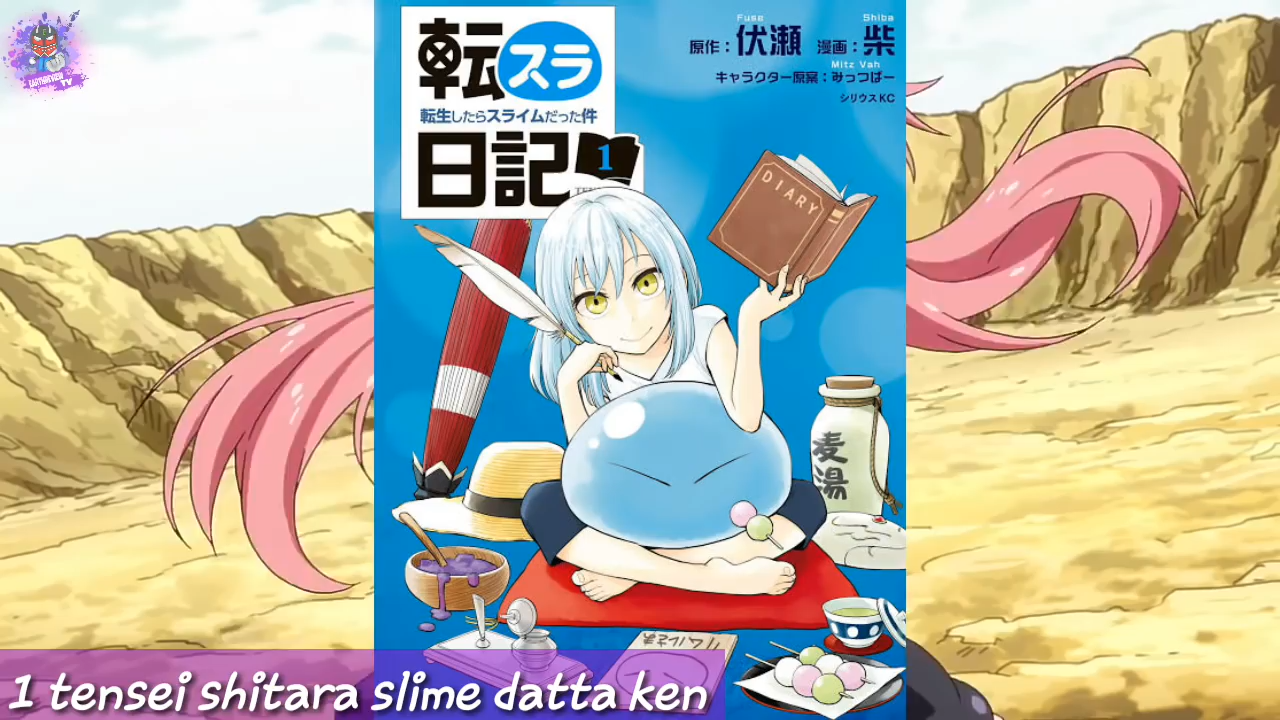 Fuse Shiba
原作：伏瀬 漫画：柴
Mitz Vah
キャラクター原案：みっつばー
シリウスKC
転スラ
転生したらスライムだった件
日記 1
DIARY
麦湯
TV
1 tensei shitara slime datta ken